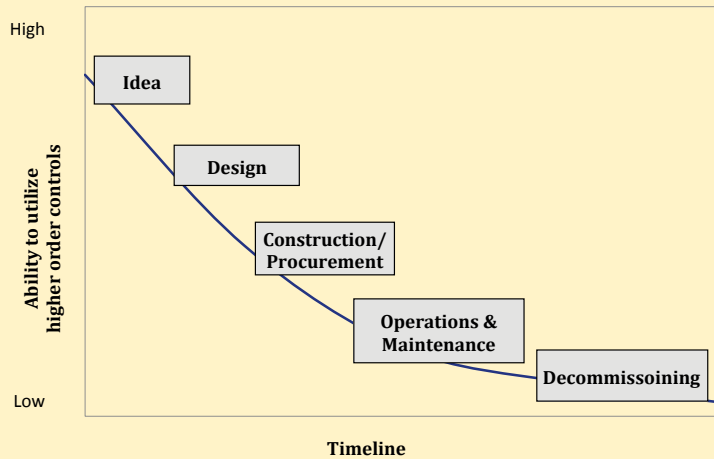 High
Idea
Design
Construction/
Procurement
Operations &
Maintenance
Decommissoining
Low
Ability to utilize
higher order controls
Timeline